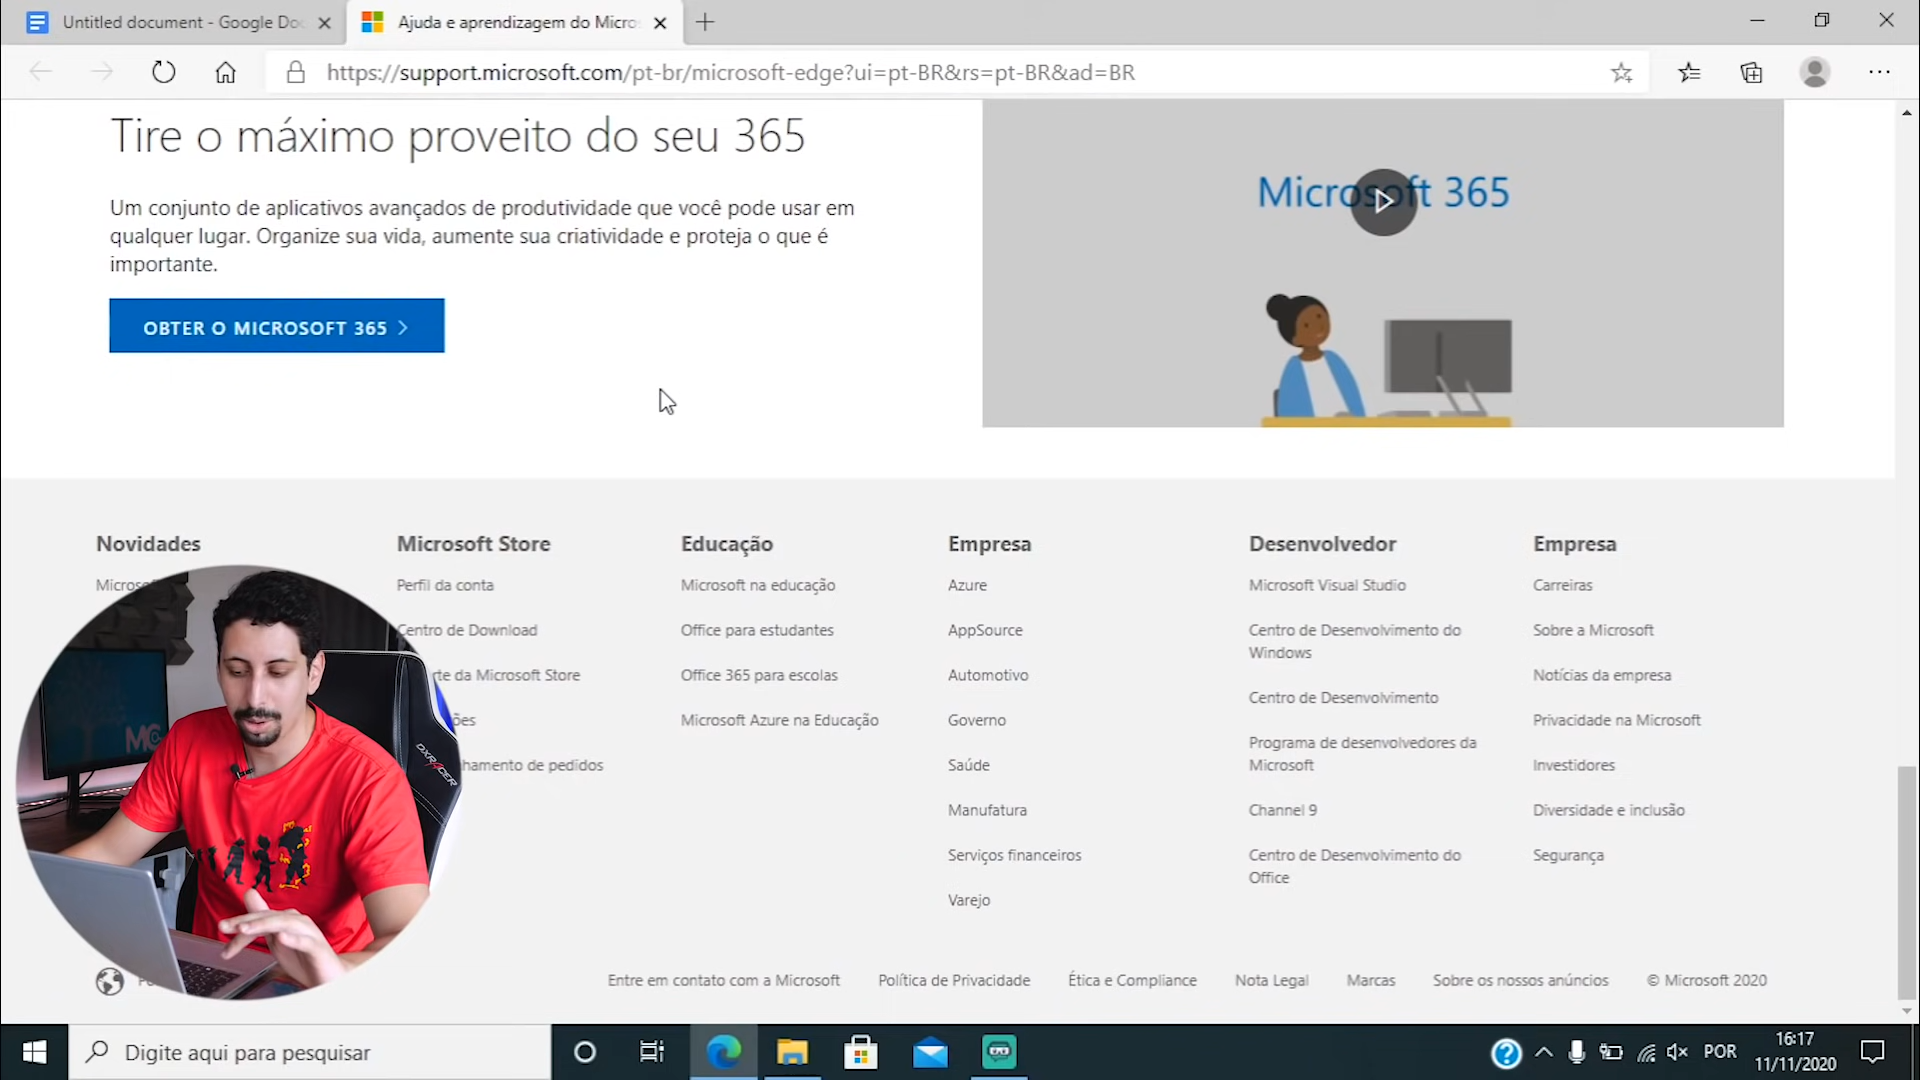 Untitled document - Google Doc
Ajuda e aprendizagem do Micros
https://support.microsoft.com/pt-br/microsoft-edge?ui=pt-BR&rs=pt-BR&ad=BR
Tire o máximo proveito do seu 365
Um conjunto de aplicativos avançados de produtividade que você pode usar em
qualquer lugar. Organize sua vida, aumente sua criatividade e proteja o que é
importante.
OBTER O MICROSOFT 365
Microsoft 365
Novidades
Micros
Microsoft Store
Perfil da conta
Centro de Download
rte da Microsoft Store
ões
hamento de pedidos
Educação
Microsoft na educação
Office para estudantes
Office 365 para escolas
Microsoft Azure na Educação
Empresa
Azure
AppSource
Automotivo
Governo
Saúde
Manufatura
Serviços financeiros
Varejo
Desenvolvedor
Microsoft Visual Studio
Centro de Desenvolvimento do
Windows
Centro de Desenvolvimento
Programa de desenvolvedores da
Microsoft
Channel 9
Centro de Desenvolvimento do
Office
Empresa
Carreiras
Sobre a Microsoft
Notícias da empresa
Privacidade na Microsoft
Investidores
Diversidade e inclusão
Segurança
MC
DXRACER
Entre em contato com a Microsoft
Política de Privacidade
Ética e Compliance
Nota Legal
Marcas
Sobre os nossos anúncios
© Microsoft 2020
Digite aqui para pesquisar
POR
16:17
11/11/2020